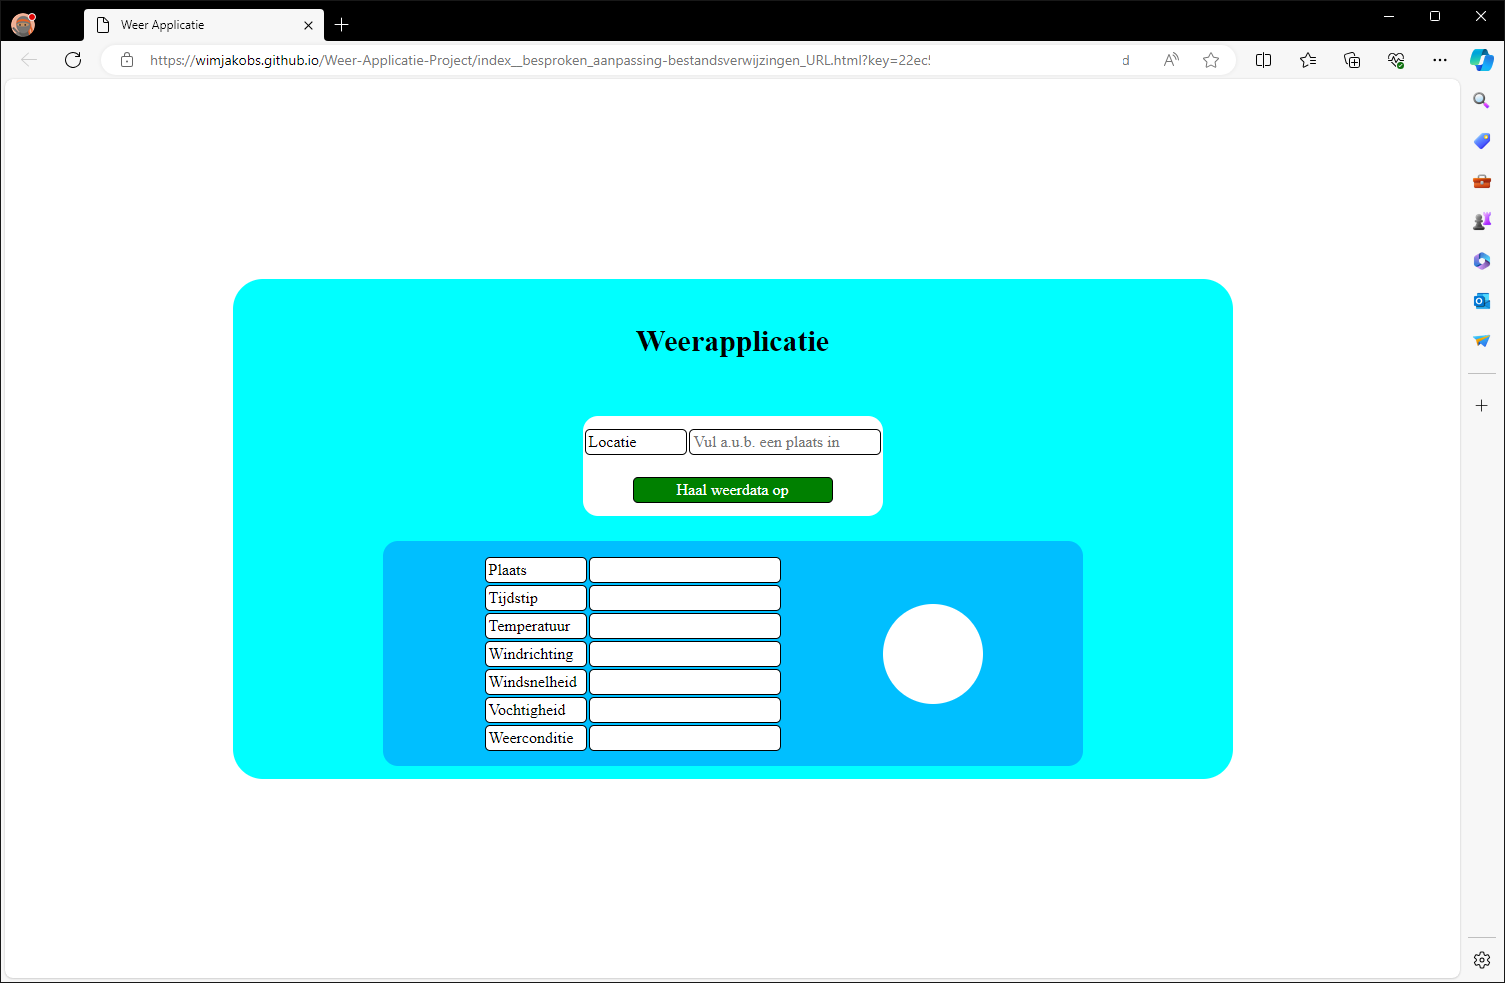 Weer Applicatie
https://wimjakobs.github.io/Weer-Applicatie-Project/index__besproken_aanpassing-bestandsverwijzingen_URL.html?key=22ec
Weerapplicatie
Locatie Vul a.u.b. een plaats in
Haal weerdata op
Plaats
Tijdstip
Temperatuur
Windrichting
Windsnelheid
Vochtigheid
Weerconditie